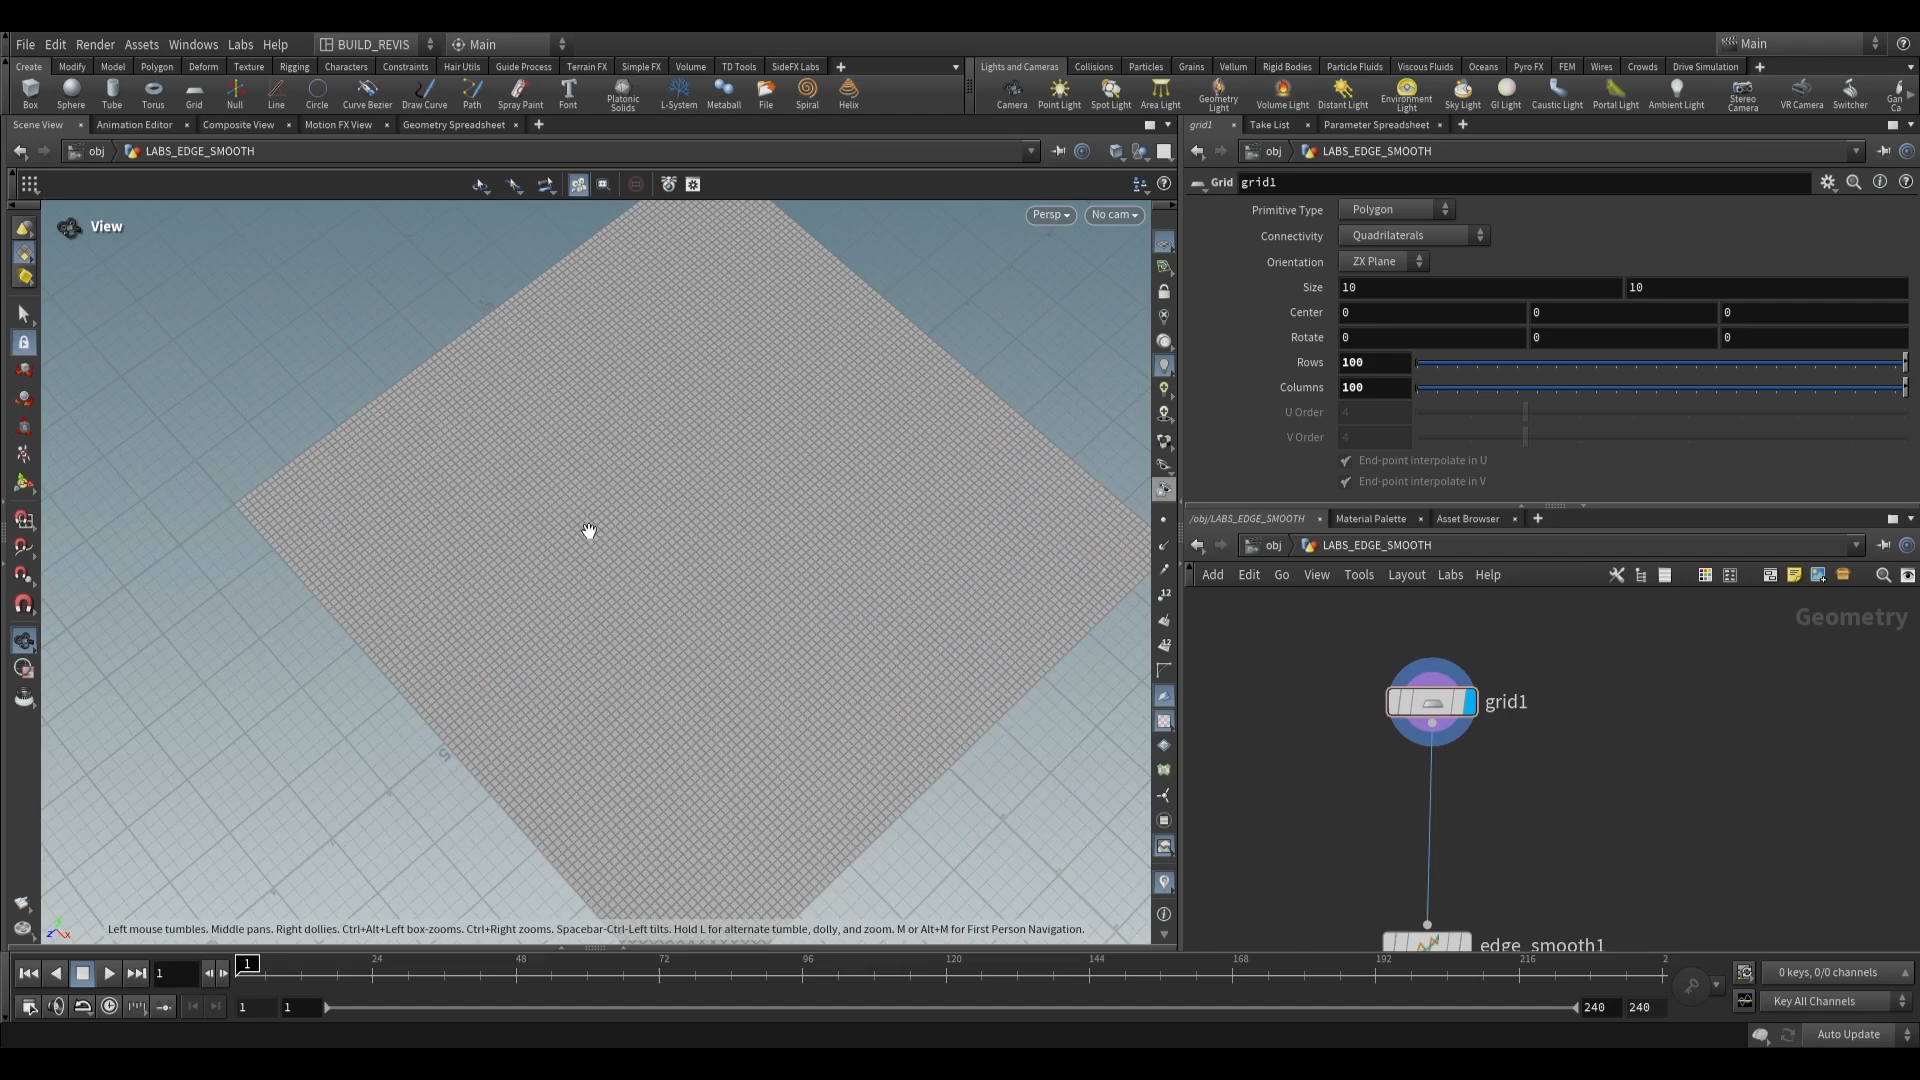 File Edit Render Assets Windows Labs Help BUILD_REVIS Main Main
Create Modify Model Polygon Deform Texture Rigging Characters Constraints Hair Utils Guide Process Terrain FX Simple FX Volume TD Tools SideFX Labs
Lights and Cameras Collisions Particles Grains Vellum Rigid Bodies Particle Fluids Viscous Fluids Oceans Pyro FX FEM Wires Crowds Drive Simulation
Box Sphere Tube Torus Grid Null Line Circle Curve Bezier Draw Curve Path Spray Paint Font Platonic Solids L-System Metaball File Spiral Helix
Camera Point Light Spot Light Area Light Geometry Light Volume Light Distant Light Environment Light Sky Light GI Light Caustic Light Portal Light Ambient Light Stereo Camera VR Camera Switcher Gan Ca
Scene View Animation Editor Composite View Motion FX View Geometry Spreadsheet
grid1 Take List Parameter Spreadsheet
obj LABS_EDGE_SMOOTH
obj LABS_EDGE_SMOOTH
Grid grid1
View
Persp No cam
Primitive Type Polygon
Connectivity Quadrilaterals
Orientation ZX Plane
Size 10 10
Center 0 0 0
Rotate 0 0 0
Rows 100
Columns 100
U Order 4
V Order 4
End-point interpolate in U
End-point interpolate in V
/obj/LABS_EDGE_SMOOTH Material Palette Asset Browser
obj LABS_EDGE_SMOOTH
Add Edit Go View Tools Layout Labs Help
Geometry
grid1
edge_smooth1
12
12
5
z x
Left mouse tumbles. Middle pans. Right dollies. Ctrl+Alt+Left box-zooms. Ctrl+Right zooms. Spacebar-Ctrl-Left tilts. Hold L for alternate tumble, dolly, and zoom. M or Alt+M for First Person Navigation.
1 1 24 48 72 96 120 144 168 192 216 2
0 keys, 0/0 channels
1 1 240 240 Key All Channels
Auto Update